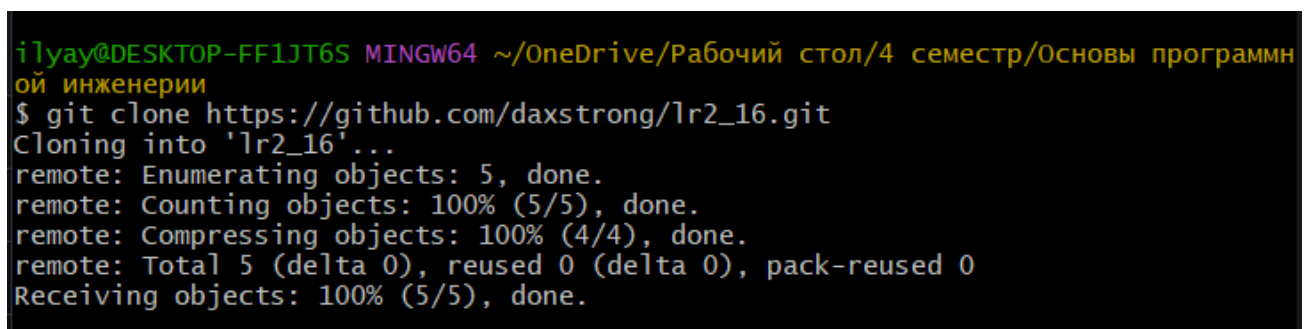 ilyay@DESKTOP-FF1JT6S MINGW64 ~/OneDrive/Рабочий стол/4 семестр/Основы программн
ой инженерии
$ git clone https://github.com/daxstrong/lr2_16.git
Cloning into 'lr2_16'...
remote: Enumerating objects: 5, done.
remote: Counting objects: 100% (5/5), done.
remote: Compressing objects: 100% (4/4), done.
remote: Total 5 (delta 0), reused 0 (delta 0), pack-reused 0
Receiving objects: 100% (5/5), done.